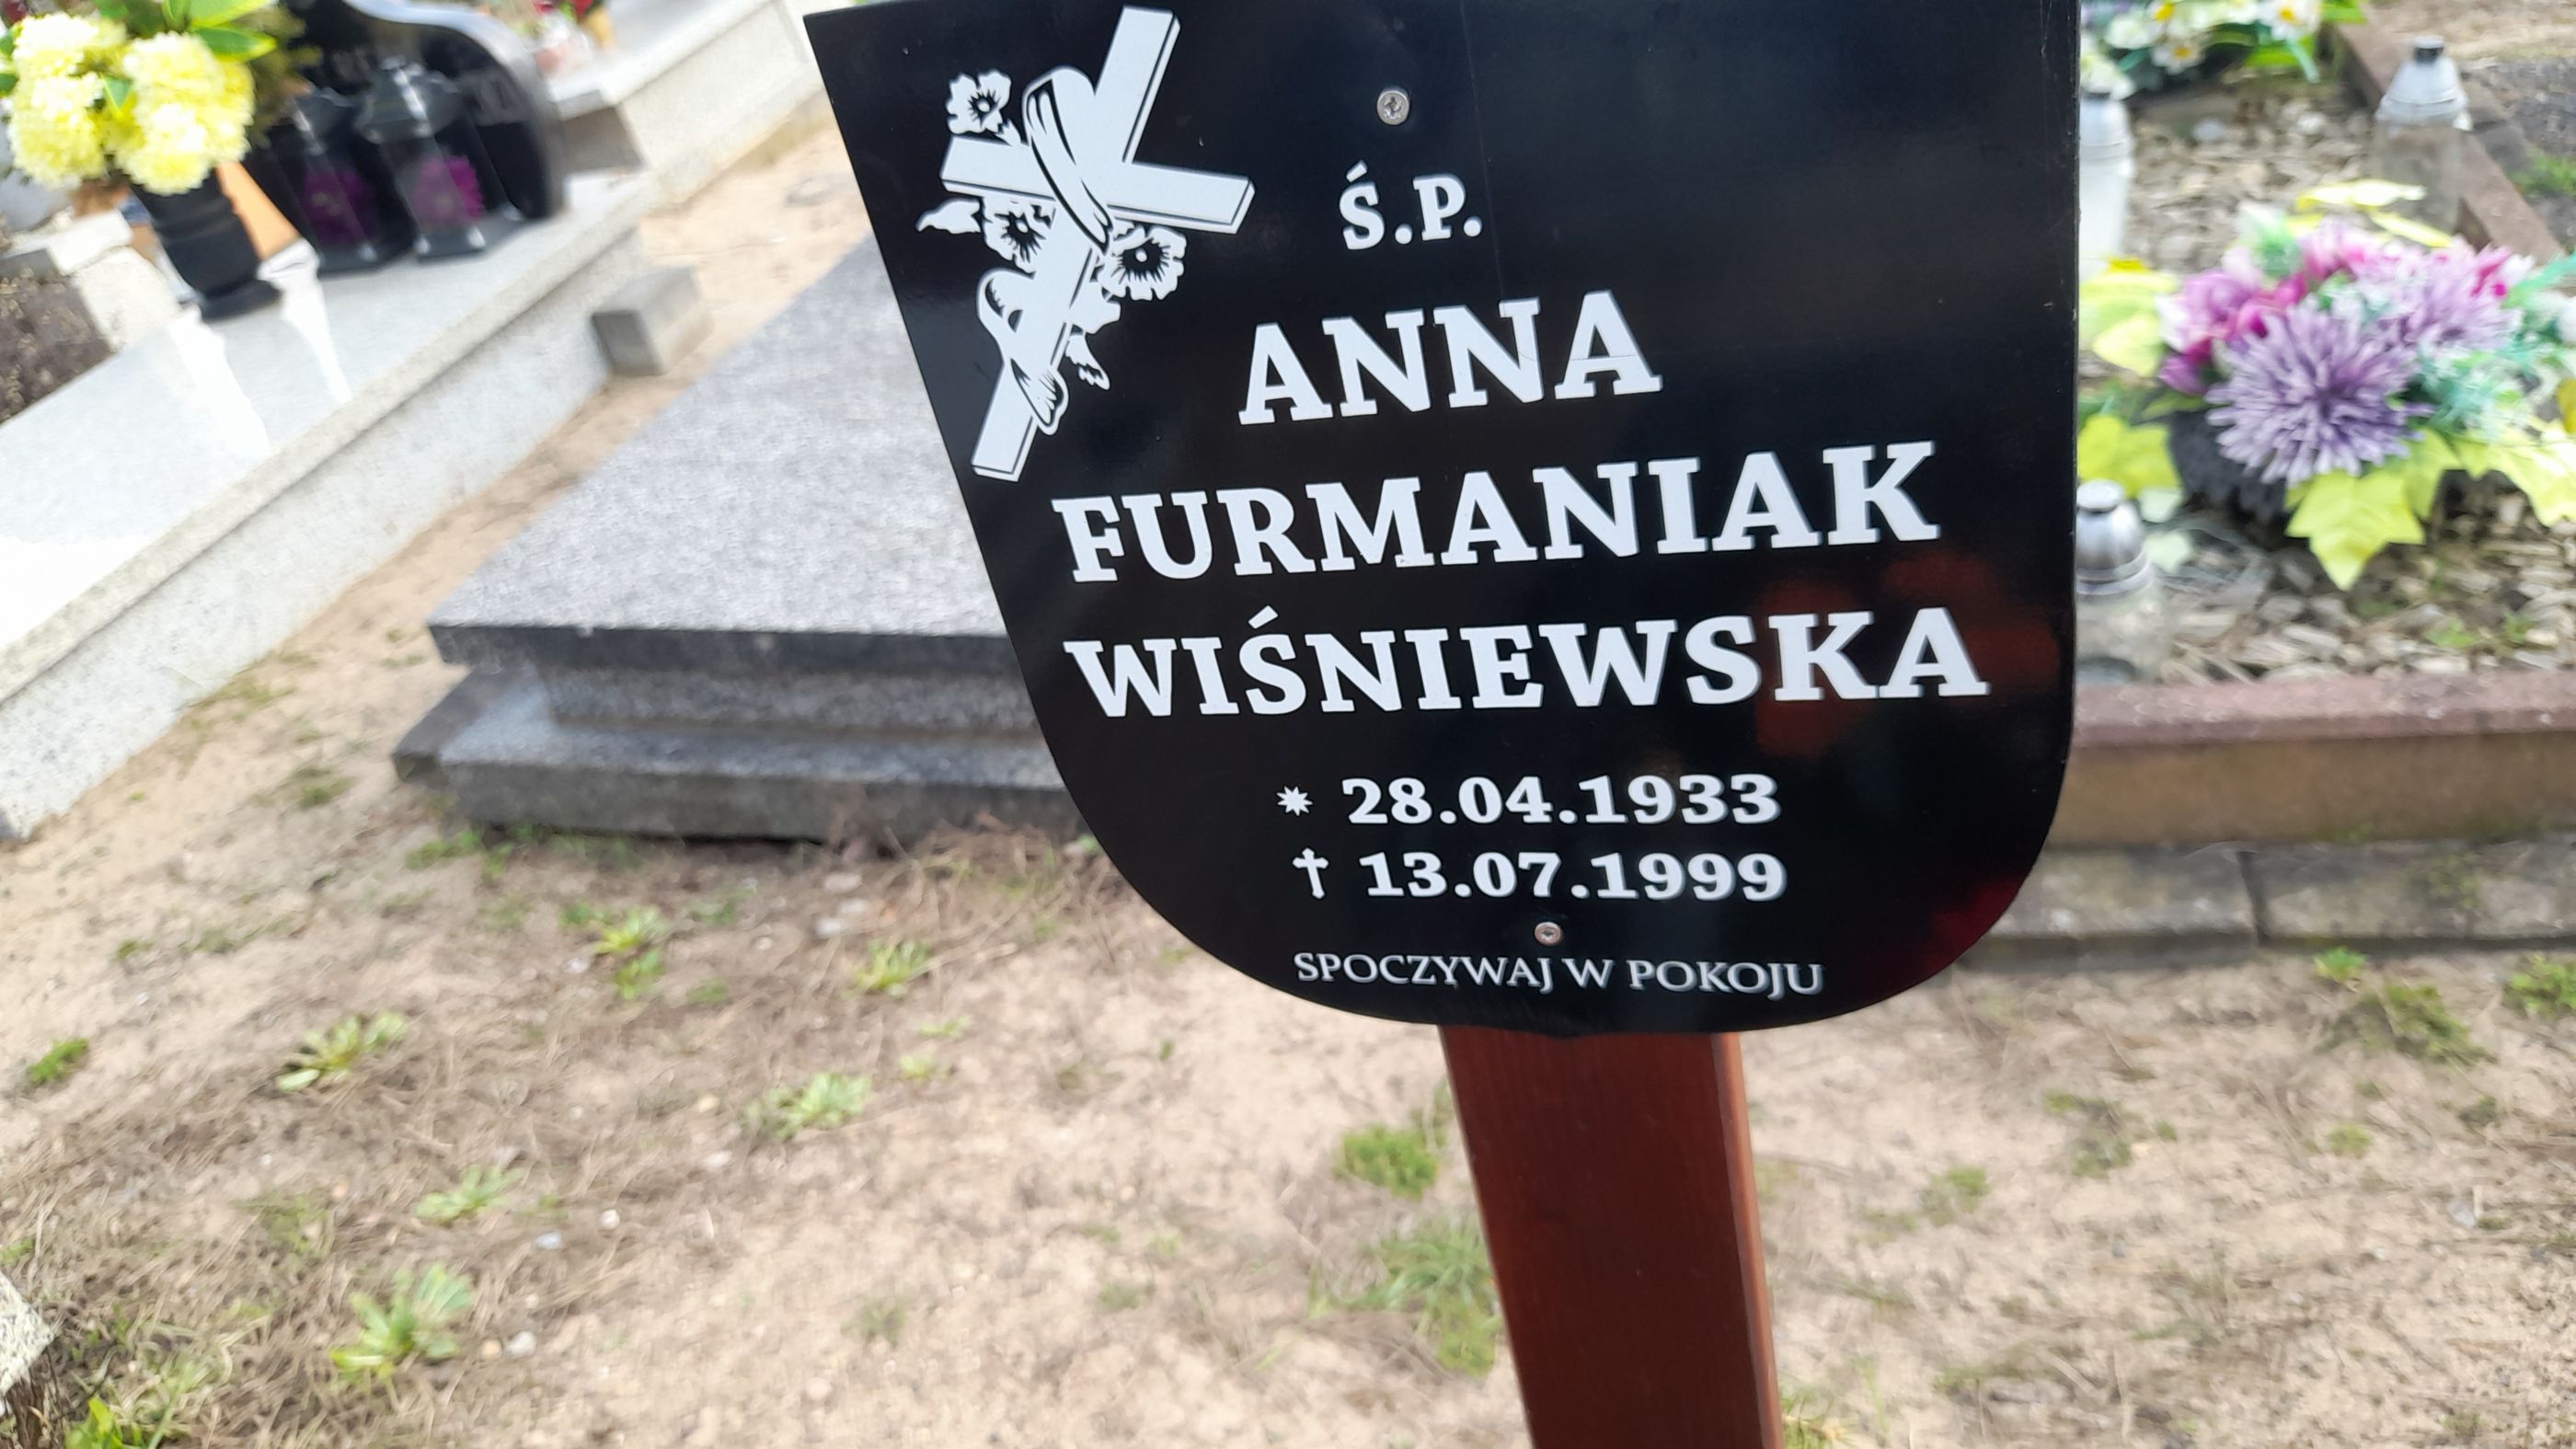 Ś.P.
ANNA
FURMANIAK
WIŚNIEWSKA
* 28.04.1933
✝ 13.07.1999
SPOCZYWAJ W POKOJU